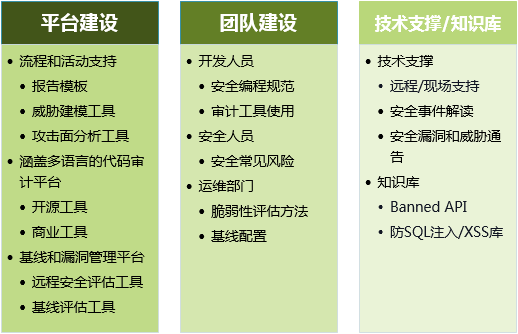 平台建设
• 流程和活动支持
• 报告模板
• 威胁建模工具
• 攻击面分析工具
• 涵盖多语言的代码审
计平台
• 开源工具
• 商业工具
• 基线和漏洞管理平台
• 远程安全评估工具
• 基线评估工具
团队建设
• 开发人员
• 安全编程规范
• 审计工具使用
• 安全人员
• 安全常见风险
• 运维部门
• 脆弱性评估方法
• 基线配置
技术支撑/知识库
• 技术支撑
• 远程/现场支持
• 安全事件解读
• 安全漏洞和威胁通
告
• 知识库
• Banned API
• 防SQL注入/XSS库